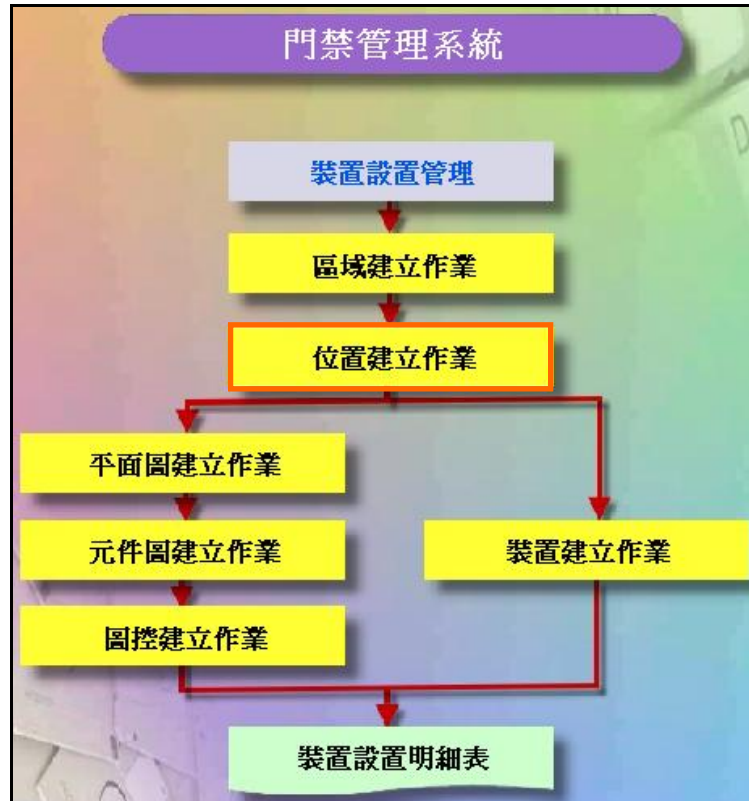 門禁管理系統
裝置設置管理
區域建立作業
位置建立作業
平面圖建立作業
元件圖建立作業
裝置建立作業
圖控建立作業
裝置設置明細表